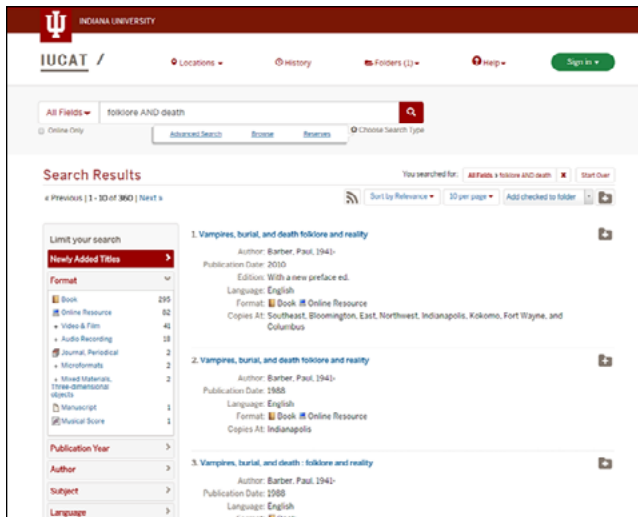 INDIANA UNIVERSITY
IUCAT /
Locations
History
Folders (1)
Help
Sign in
All Fields
folklore AND death
Online Only
Advanced Search
Browse
Reserves
Choose Search Type
Search Results
You searched for:
All Fields > folklore AND death
Start Over
« Previous | 1 - 10 of 360 | Next »
Sort by Relevance
10 per page
Add checked to folder
Limit your search
Newly Added Titles
Format
Book 295
Online Resource 82
Video & Film 41
Audio Recording 18
Journal, Periodical 2
Microformats 2
Mixed Materials, 2
three-dimensional
objects
Manuscript 1
Musical Score 1
Publication Year
Author
Subject
Language
1. Vampires, burial, and death folklore and reality
Author: Barber, Paul, 1941-
Publication Date: 2010
Edition: With a new preface ed.
Language: English
Format: Book Online Resource
Copies At: Southeast, Bloomington, East, Northwest, Indianapolis, Kokomo, Fort Wayne, and
Columbus
2. Vampires, burial, and death folklore and reality
Author: Barber, Paul, 1941-
Publication Date: 1988
Language: English
Format: Book Online Resource
Copies At: Indianapolis
3. Vampires, burial, and death : folklore and reality
Author: Barber, Paul, 1941-
Publication Date: 1988
Language: English